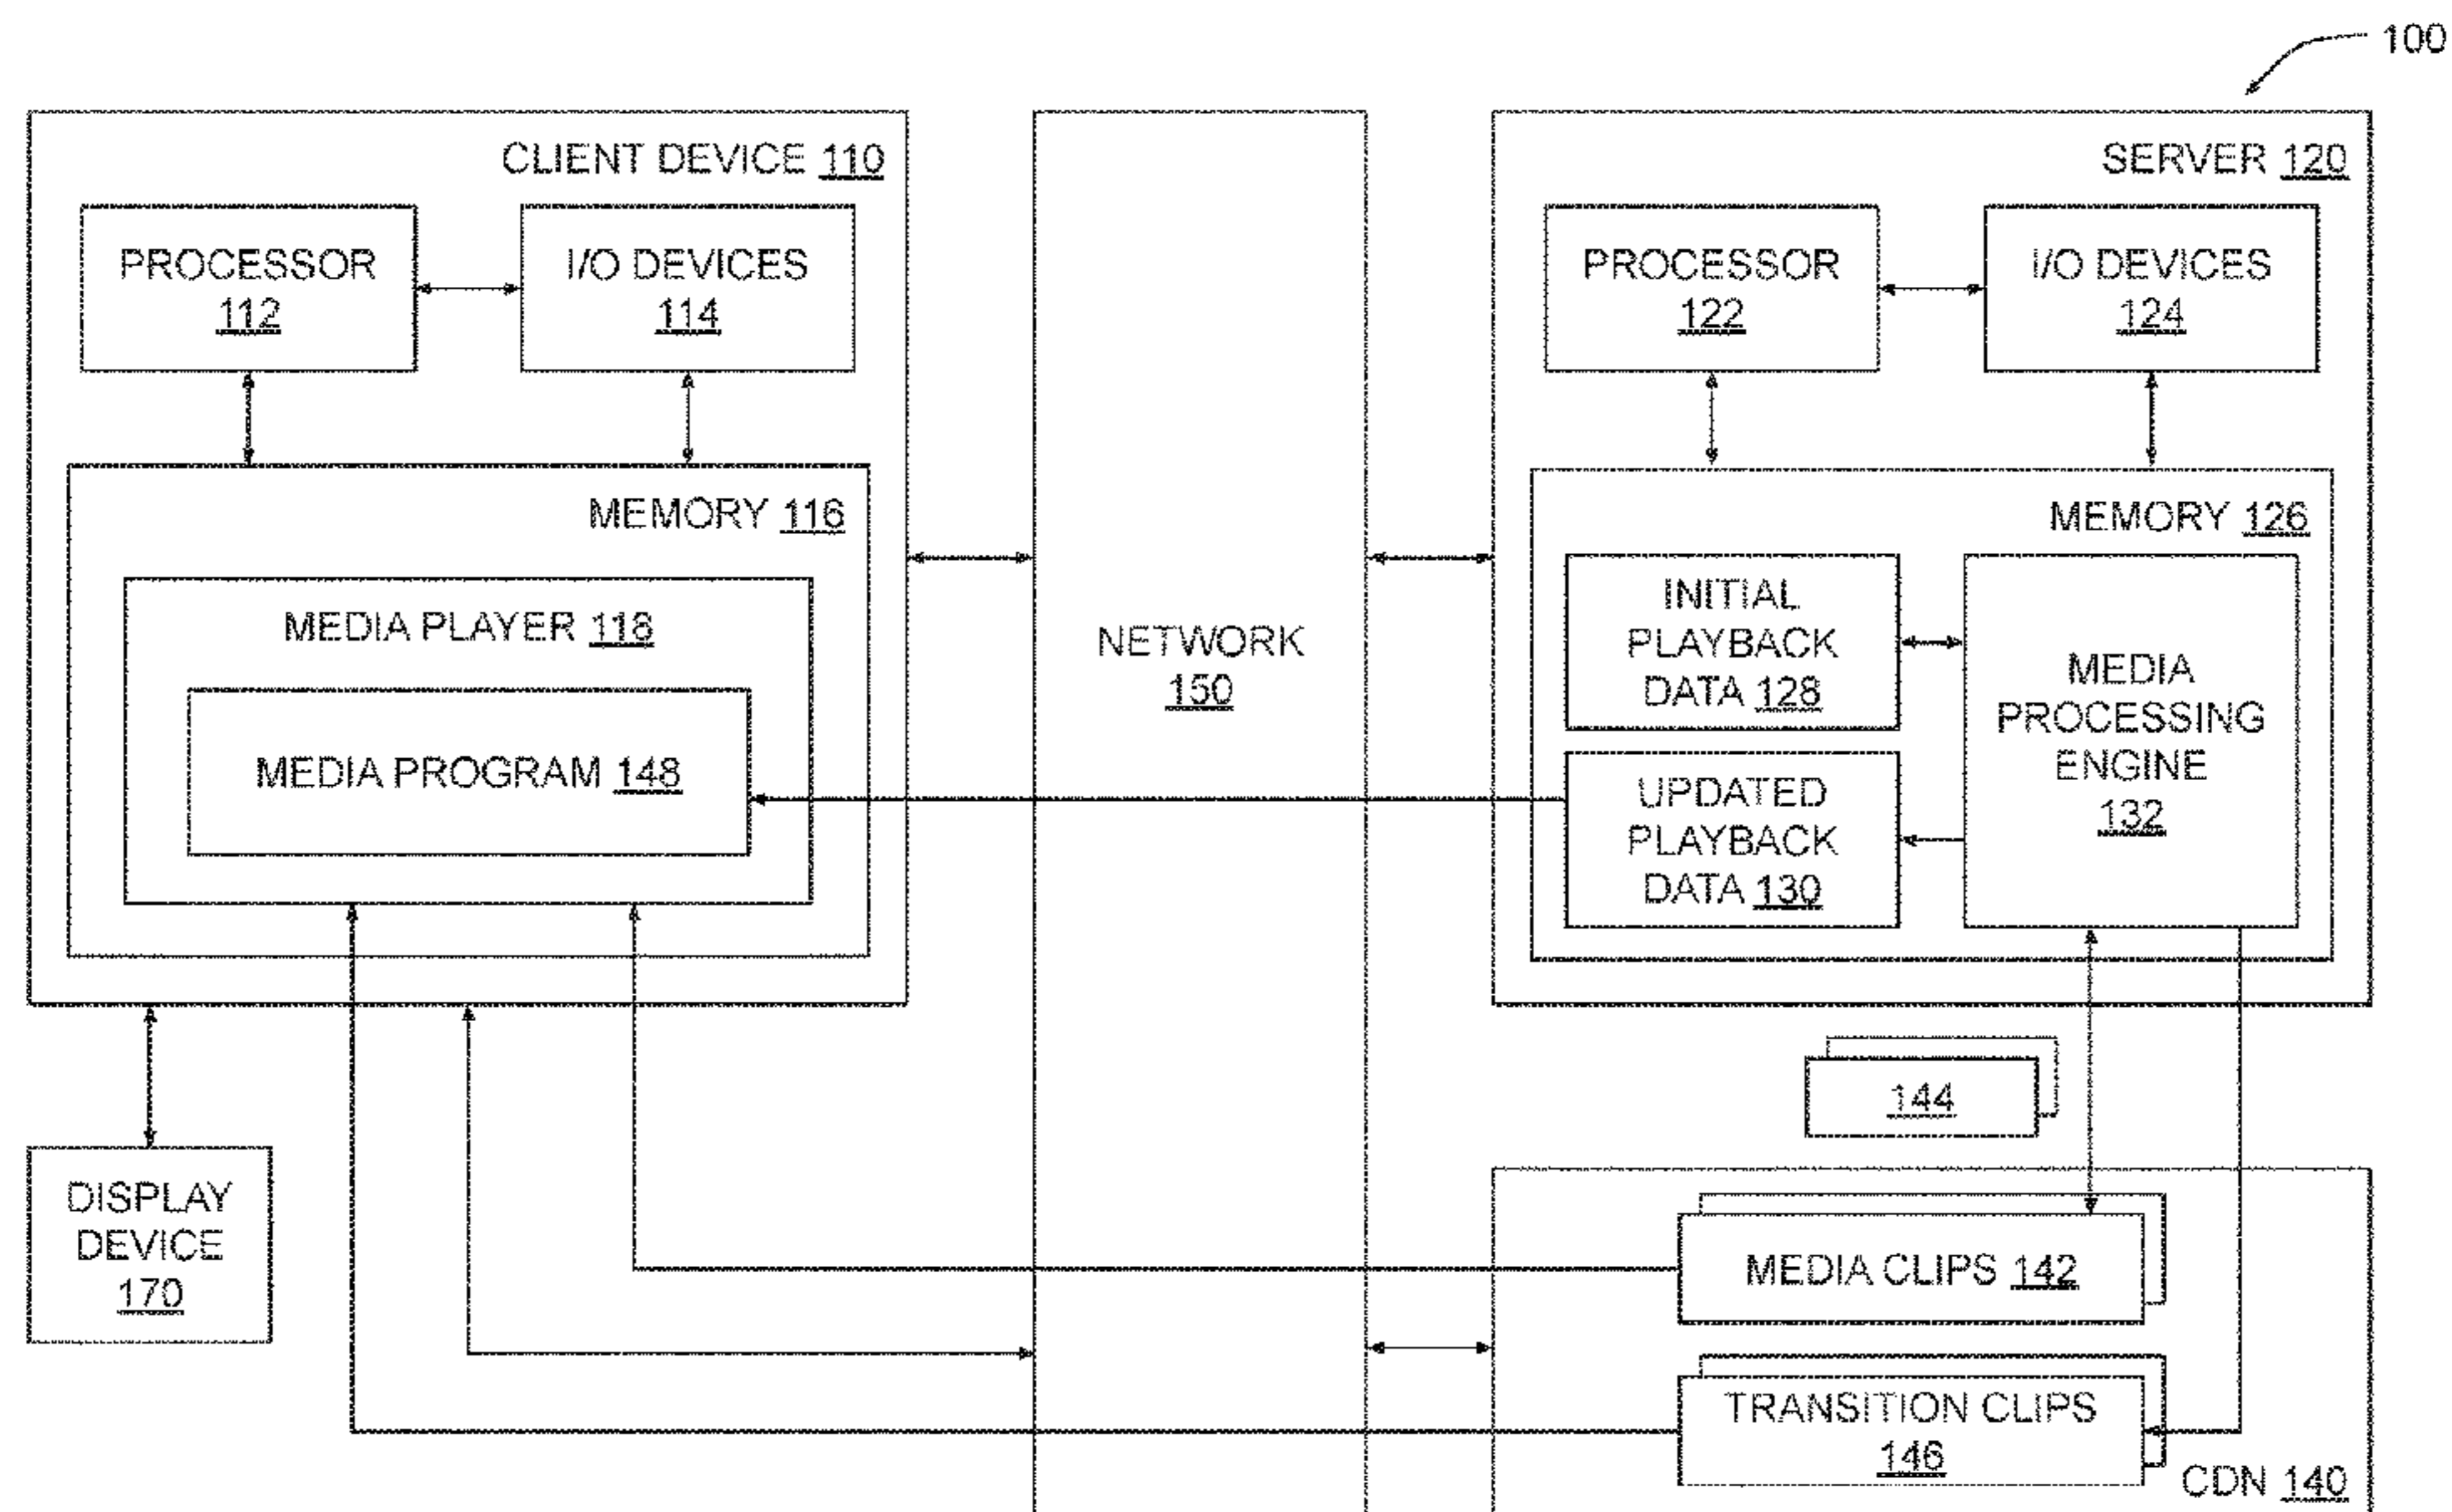 100
CLIENT DEVICE 110
PROCESSOR
112
I/O DEVICES
114
MEMORY 116
MEDIA PLAYER 118
MEDIA PROGRAM 148
DISPLAY
DEVICE
170
NETWORK
150
SERVER 120
PROCESSOR
122
I/O DEVICES
124
MEMORY 126
INITIAL
PLAYBACK
DATA 128
UPDATED
PLAYBACK
DATA 130
MEDIA
PROCESSING
ENGINE
132
144
MEDIA CLIPS 142
TRANSITION CLIPS
146
CDN 140